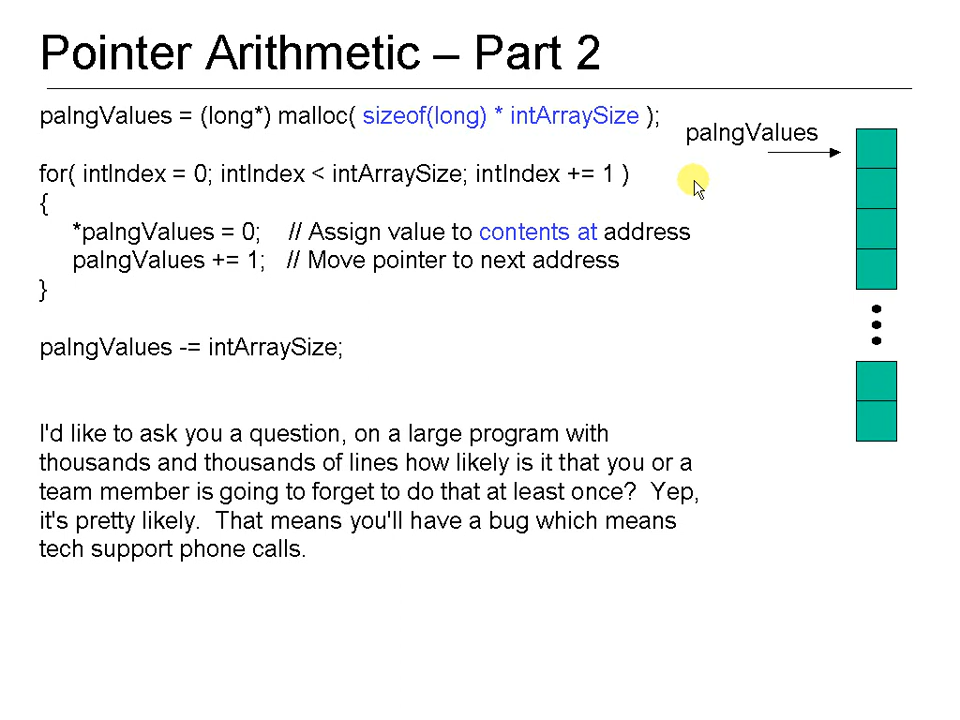 Pointer Arithmetic – Part 2
palngValues = (long*) malloc( sizeof(long) * intArraySize );
palngValues
for( intIndex = 0; intIndex < intArraySize; intIndex += 1 )
{
*palngValues = 0; // Assign value to contents at address
palngValues += 1; // Move pointer to next address
}
palngValues -= intArraySize;
I'd like to ask you a question, on a large program with
thousands and thousands of lines how likely is it that you or a
team member is going to forget to do that at least once? Yep,
it's pretty likely. That means you'll have a bug which means
tech support phone calls.